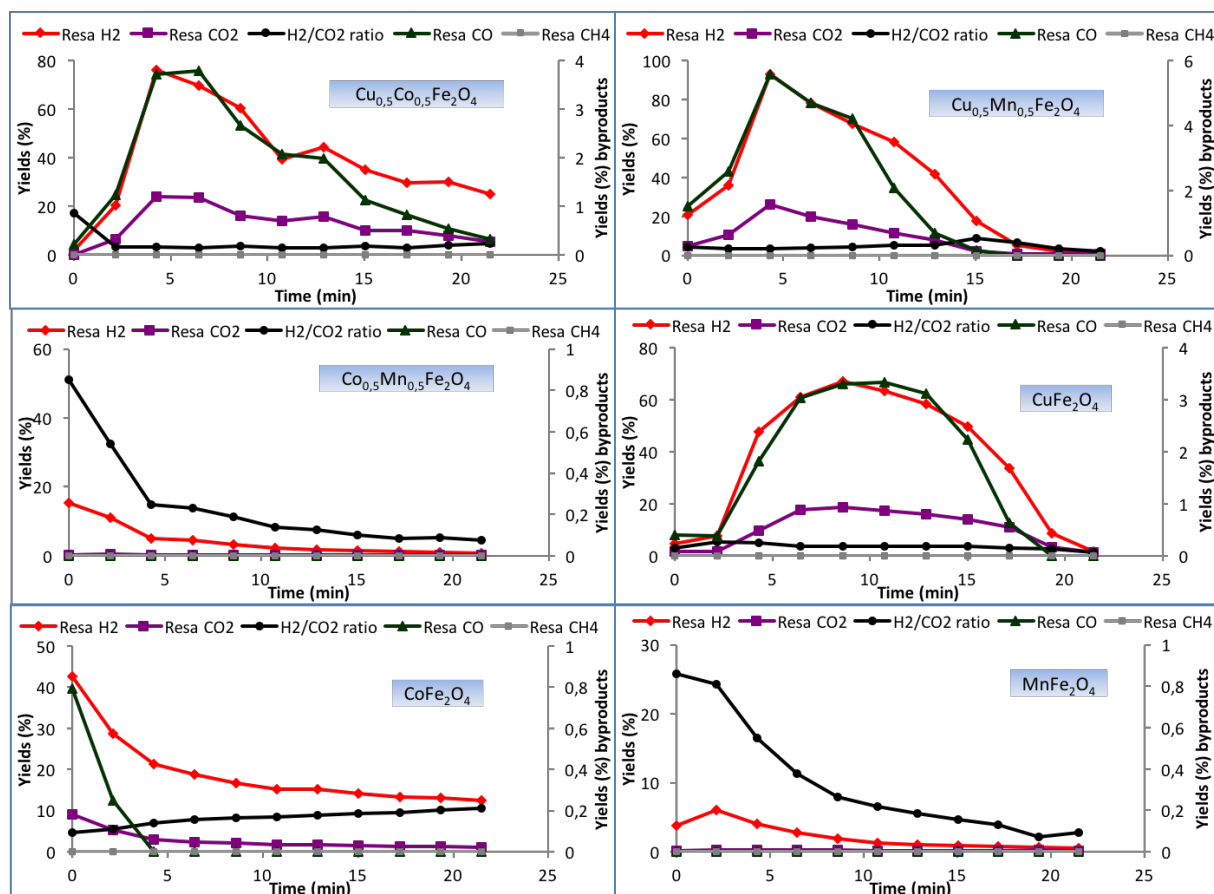 Resa H2 Resa CO2 H2/CO2 ratio Resa CO Resa CH4
Yields (%)
80
60
40
20
0
Cu0,5Co0,5Fe2O4
4
3
2
1
0
Yields (%) byproducts
0 5 10 15 20 25
Time (min)
Resa H2 Resa CO2 H2/CO2 ratio Resa CO Resa CH4
Yields (%)
100
80
60
40
20
0
Cu0,5Mn0,5Fe2O4
6
4
2
0
Yields (%) byproducts
0 5 10 15 20 25
Time (min)
Resa H2 Resa CO2 H2/CO2 ratio Resa CO Resa CH4
Yields (%)
60
40
20
0
Co0,5Mn0,5Fe2O4
1
0,8
0,6
0,4
0,2
0
Yields (%) byproducts
0 5 10 15 20 25
Time (min)
Resa H2 Resa CO2 H2/CO2 ratio Resa CO Resa CH4
Yields (%)
80
60
40
20
0
CuFe2O4
4
3
2
1
0
Yields (%) byproducts
0 5 10 15 20 25
Time (min)
Resa H2 Resa CO2 H2/CO2 ratio Resa CO Resa CH4
Yields (%)
50
40
30
20
10
0
CoFe2O4
1
0,8
0,6
0,4
0,2
0
Yields (%) byproducts
0 5 10 15 20 25
Time (min)
Resa H2 Resa CO2 H2/CO2 ratio Resa CO Resa CH4
Yields (%)
30
20
10
0
MnFe2O4
1
0,8
0,6
0,4
0,2
0
Yields (%) byproducts
0 5 10 15 20 25
Time (min)